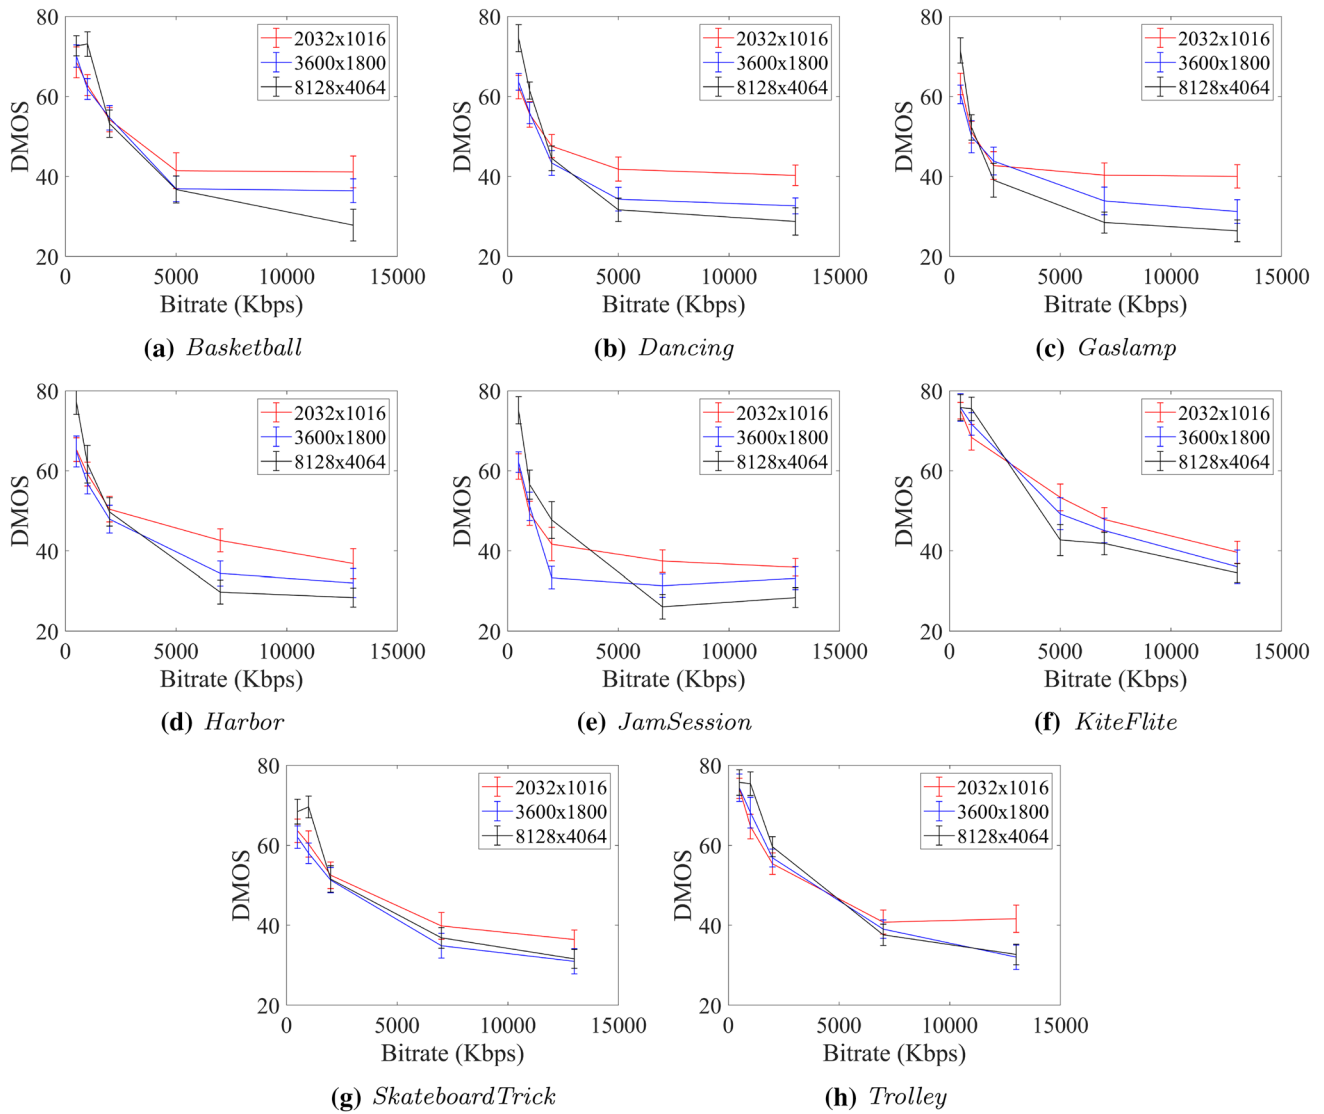 80
60
40
20
DMOS
0
5000
10000
15000
Bitrate (Kbps)
2032x1016
3600x1800
8128x4064
(a) Basketball
80
60
40
20
DMOS
0
5000
10000
15000
Bitrate (Kbps)
2032x1016
3600x1800
8128x4064
(b) Dancing
80
60
40
20
DMOS
0
5000
10000
15000
Bitrate (Kbps)
2032x1016
3600x1800
8128x4064
(c) Gaslamp
80
60
40
20
DMOS
0
5000
10000
15000
Bitrate (Kbps)
2032x1016
3600x1800
8128x4064
(d) Harbor
80
60
40
20
DMOS
0
5000
10000
15000
Bitrate (Kbps)
2032x1016
3600x1800
8128x4064
(e) JamSession
80
60
40
20
DMOS
0
5000
10000
15000
Bitrate (Kbps)
2032x1016
3600x1800
8128x4064
(f) KiteFlite
80
60
40
20
DMOS
0
5000
10000
15000
Bitrate (Kbps)
2032x1016
3600x1800
8128x4064
(g) SkateboardTrick
80
60
40
20
DMOS
0
5000
10000
15000
Bitrate (Kbps)
2032x1016
3600x1800
8128x4064
(h) Trolley